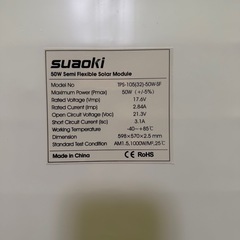 suaoki
50W Semi Flexible Solar Module
Model No TPS-108(32)-50W-SF
Maximum Power (Pmax) 50W (+/-5%)
Rated Voltage (Vmp) 17.6V
Rated Current (Imp) 2.84A
Open Circuit Voltage (Voc) 21.3V
Short Circuit Current (Isc) 3.1A
Working Temperature -40~+85℃
Dimension 598×570×2.5 mm
Standard Test Condition AM1.5,1000W/M²,25℃
Made in China CE RoHS